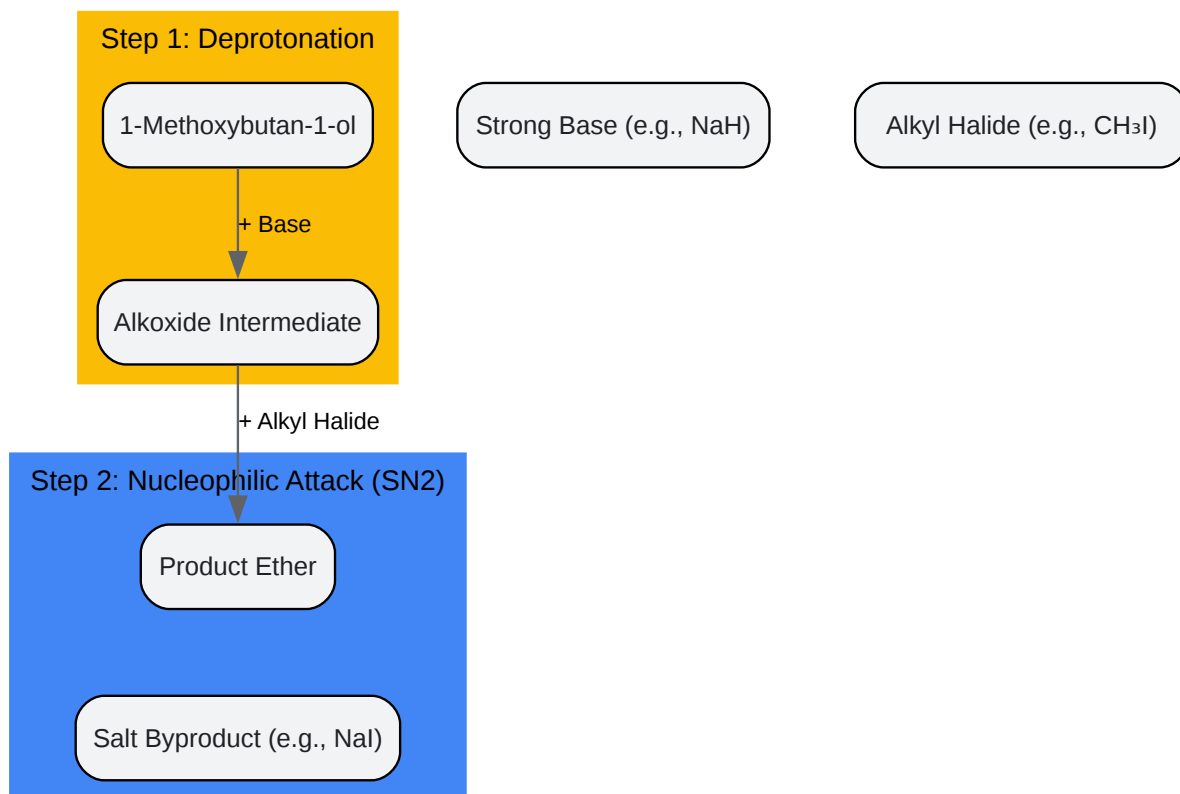 Step 1: Deprotonation
1-Methoxybutan-1-ol
Strong Base (e.g., NaH)
Alkyl Halide (e.g., CH₃I)
+ Base
Alkoxide Intermediate
+ Alkyl Halide
Step 2: Nucleophilic Attack (SN2)
Product Ether
Salt Byproduct (e.g., NaI)